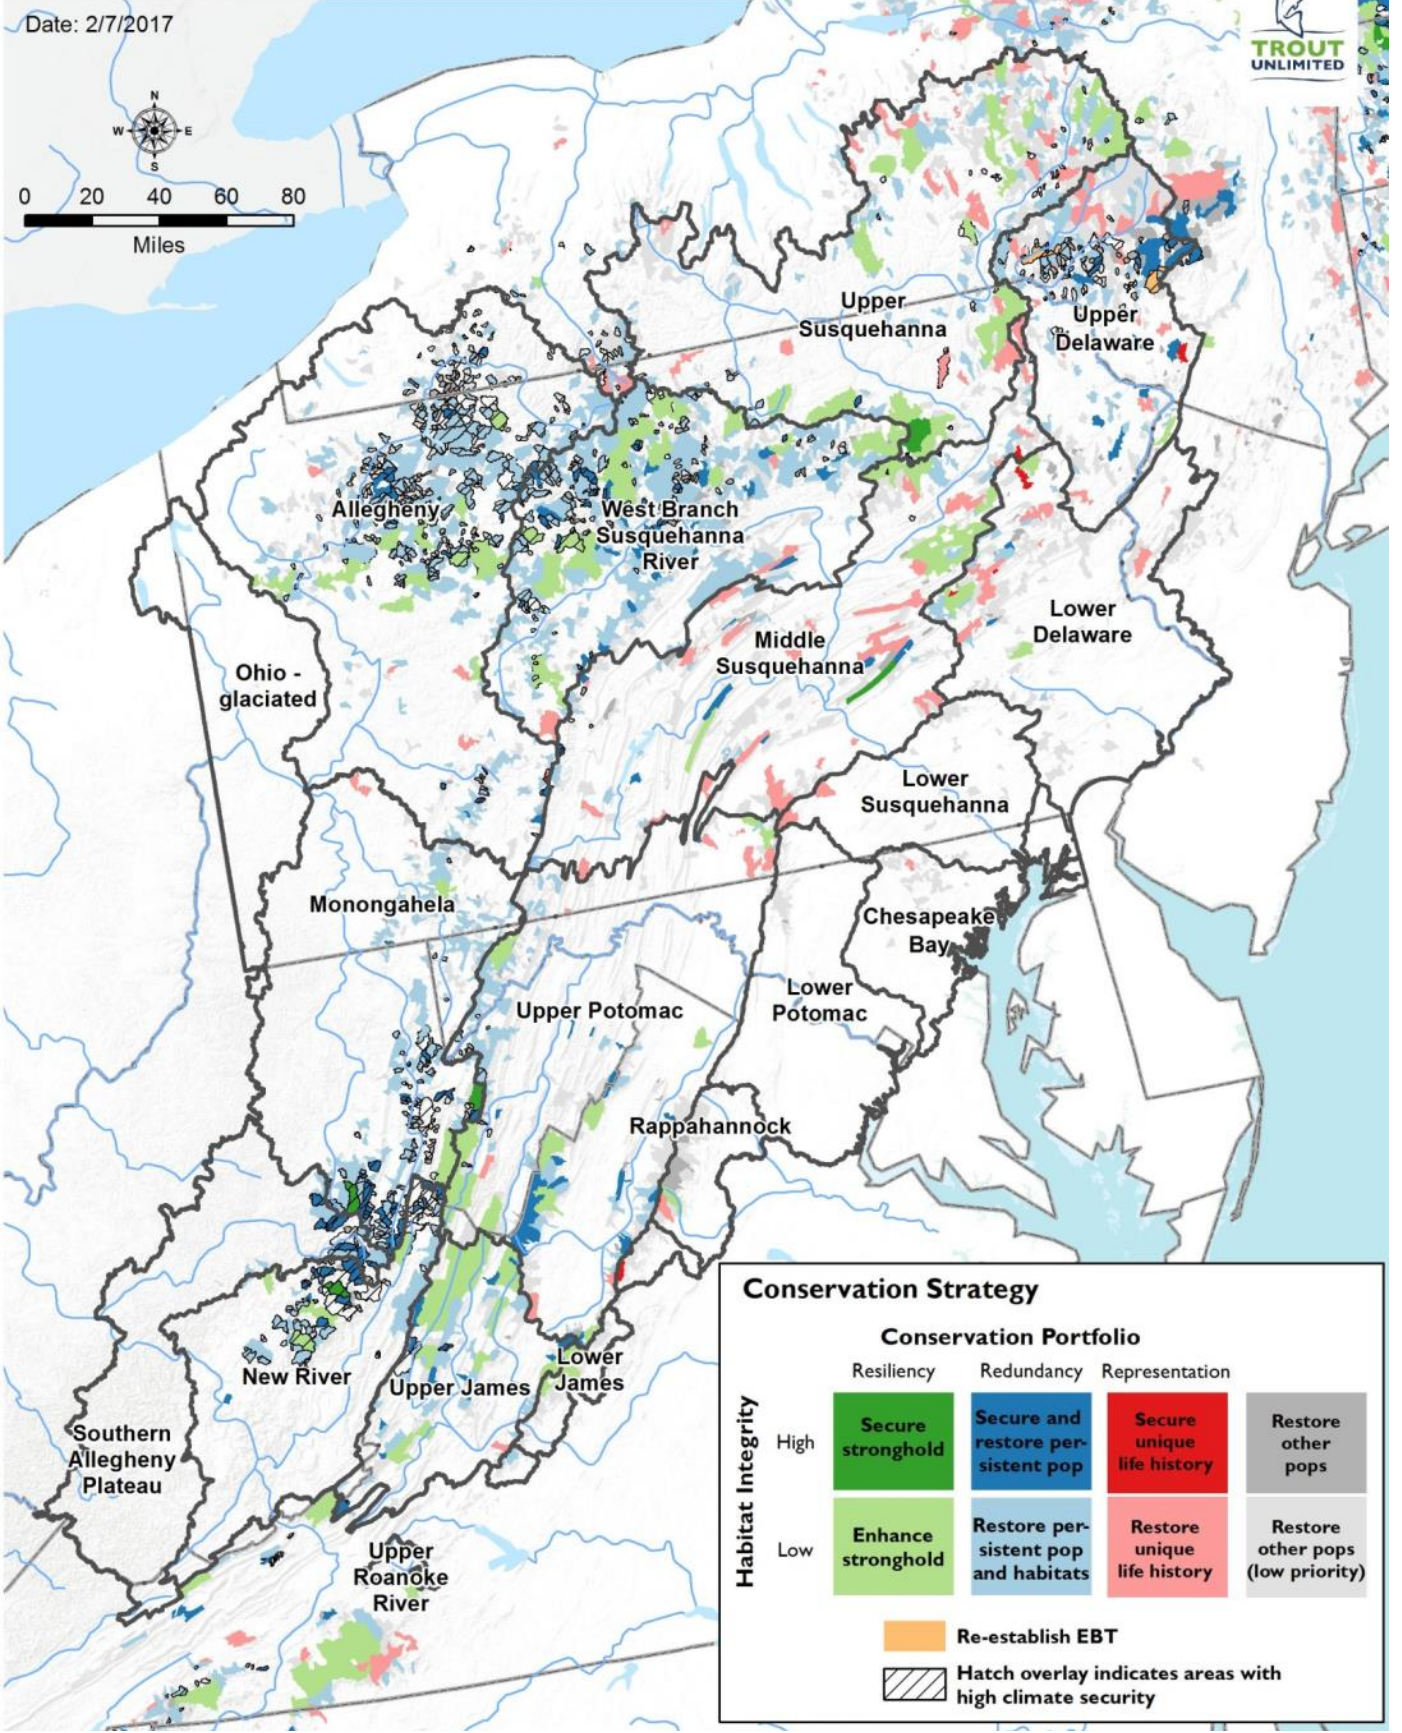 Date: 2/7/2017
TROUT
UNLIMITED
N
W E
S
0 20 40 60 80
Miles
Upper
Susquehanna
Upper
Delaware
Allegheny
West Branch
Susquehanna
River
Lower
Delaware
Middle
Susquehanna
Ohio -
glaciated
Lower
Susquehanna
Monongahela
Chesapeake
Bay
Upper Potomac
Lower
Potomac
Rappahannock
New River
Upper James
Lower
James
Southern
Allegheny
Plateau
Upper
Roanoke
River
Conservation Strategy
Conservation Portfolio
Resiliency Redundancy Representation
Habitat Integrity
High
Secure
stronghold
Secure and
restore per-
sistent pop
Secure
unique
life history
Restore
other
pops
Low
Enhance
stronghold
Restore per-
sistent pop
and habitats
Restore
unique
life history
Restore
other pops
(low priority)
Re-establish EBT
Hatch overlay indicates areas with
high climate security